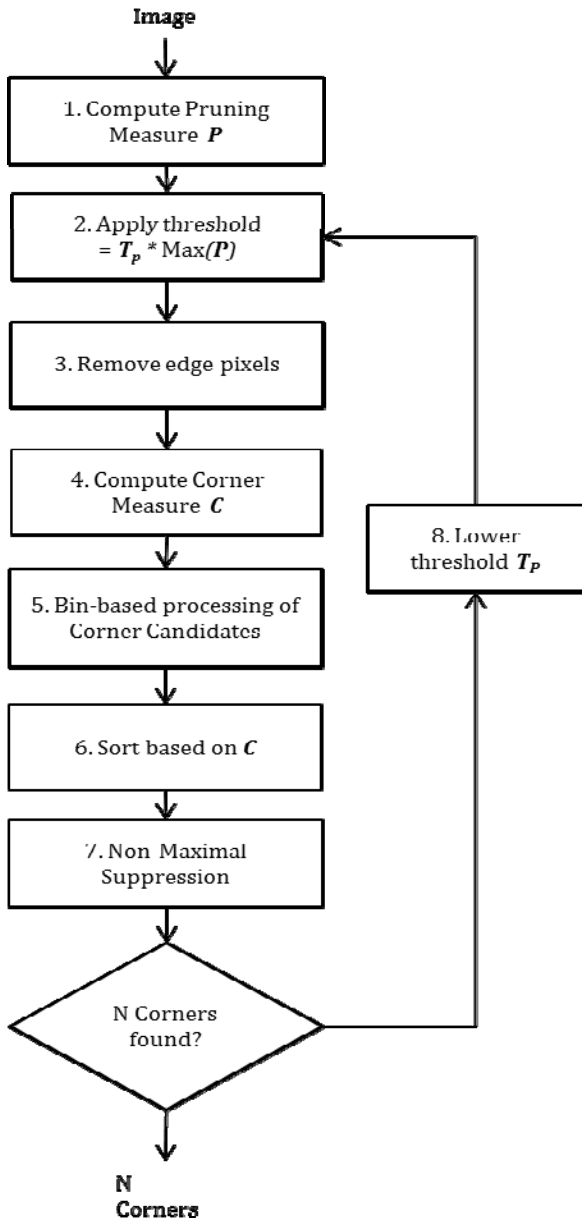 Image
1. Compute Pruning
Measure P
2. Apply threshold
= Tp * Max(P)
3. Remove edge pixels
4. Compute Corner
Measure C
5. Bin-based processing of
Corner Candidates
6. Sort based on C
7. Non Maximal
Suppression
N Corners
found?
8. Lower
threshold TP
N
Corners